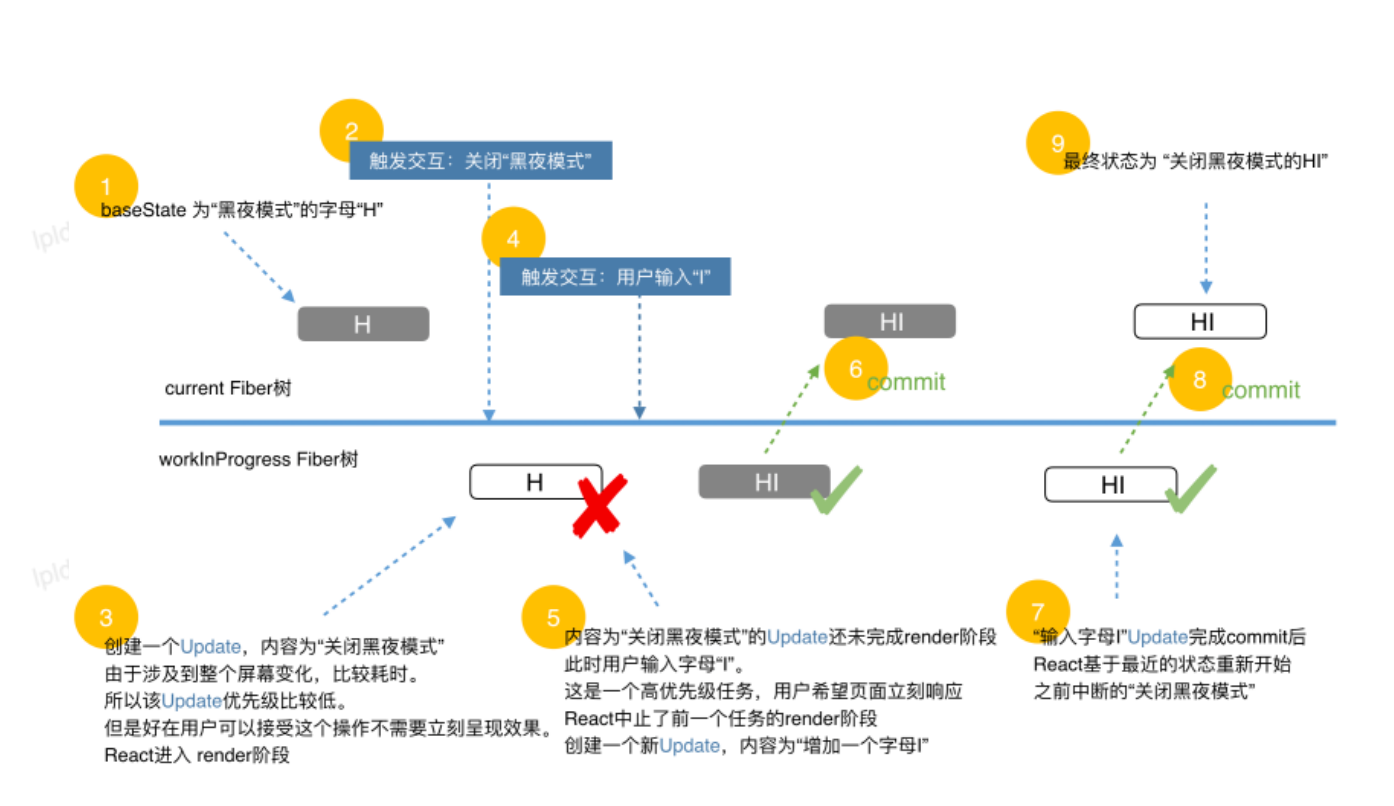 2
触发交互：关闭“黑夜模式”
9
最终状态为 “关闭黑夜模式的HI”
1
baseState 为“黑夜模式”的字母“H”
4
触发交互：用户输入“I”
H
HI
HI
6
commit
8
commit
current Fiber树
workInProgress Fiber树
H
HI
HI
3
创建一个Update，内容为“关闭黑夜模式”
由于涉及到整个屏幕变化，比较耗时。
所以该Update优先级比较低。
但是好在用户可以接受这个操作不需要立刻呈现效果。
React进入 render阶段
5
内容为“关闭黑夜模式”的Update还未完成render阶段
此时用户输入字母“I”。
这是一个高优先级任务，用户希望页面立刻响应
React中止了前一个任务的render阶段
创建一个新Update，内容为“增加一个字母I”
7
“输入字母I”Update完成commit后
React基于最近的状态重新开始
之前中断的“关闭黑夜模式”